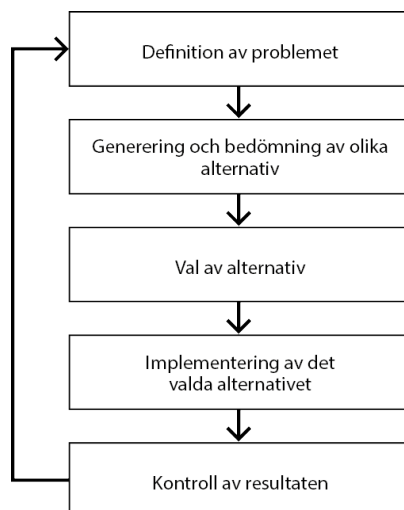 Definition av problemet
Generering och bedömning av olika
alternativ
Val av alternativ
Implementering av det
valda alternativet
Kontroll av resultaten